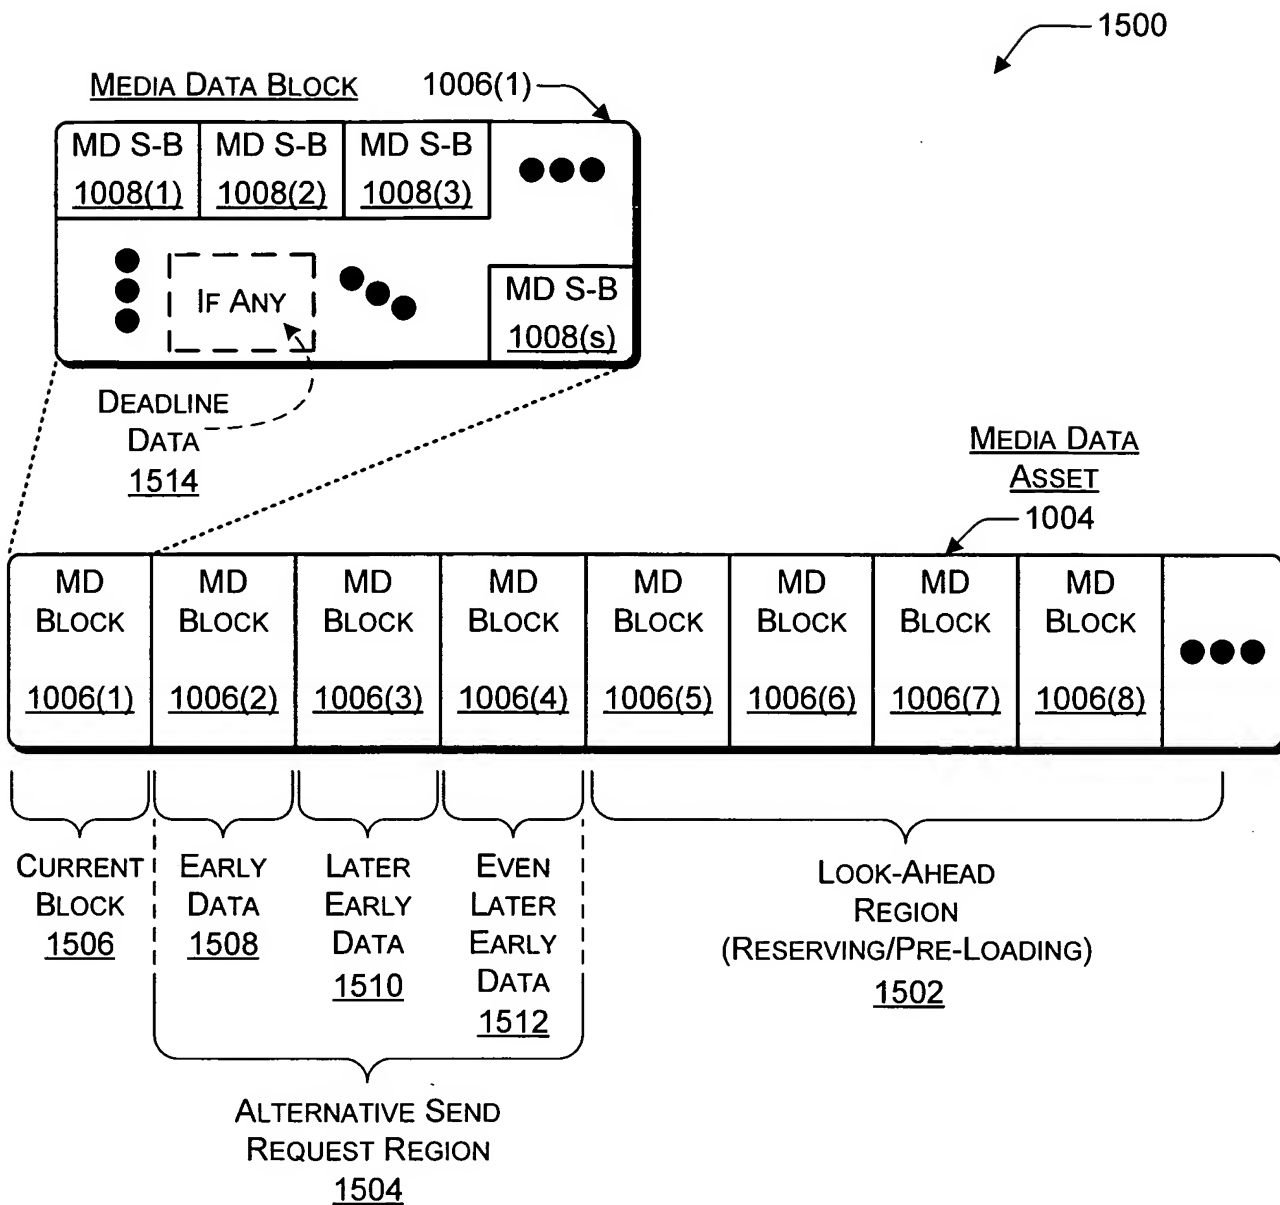 1500
MEDIA DATA BLOCK
1006(1)
MD S-B
1008(1)
MD S-B
1008(2)
MD S-B
1008(3)
IF ANY
MD S-B
1008(s)
DEADLINE
DATA
1514
MEDIA DATA
ASSET
1004
MD
BLOCK
1006(1)
MD
BLOCK
1006(2)
MD
BLOCK
1006(3)
MD
BLOCK
1006(4)
MD
BLOCK
1006(5)
MD
BLOCK
1006(6)
MD
BLOCK
1006(7)
MD
BLOCK
1006(8)
CURRENT
BLOCK
1506
EARLY
DATA
1508
LATER
EARLY
DATA
1510
EVEN
LATER
EARLY
DATA
1512
LOOK-AHEAD
REGION
(RESERVING/PRE-LOADING)
1502
ALTERNATIVE SEND
REQUEST REGION
1504